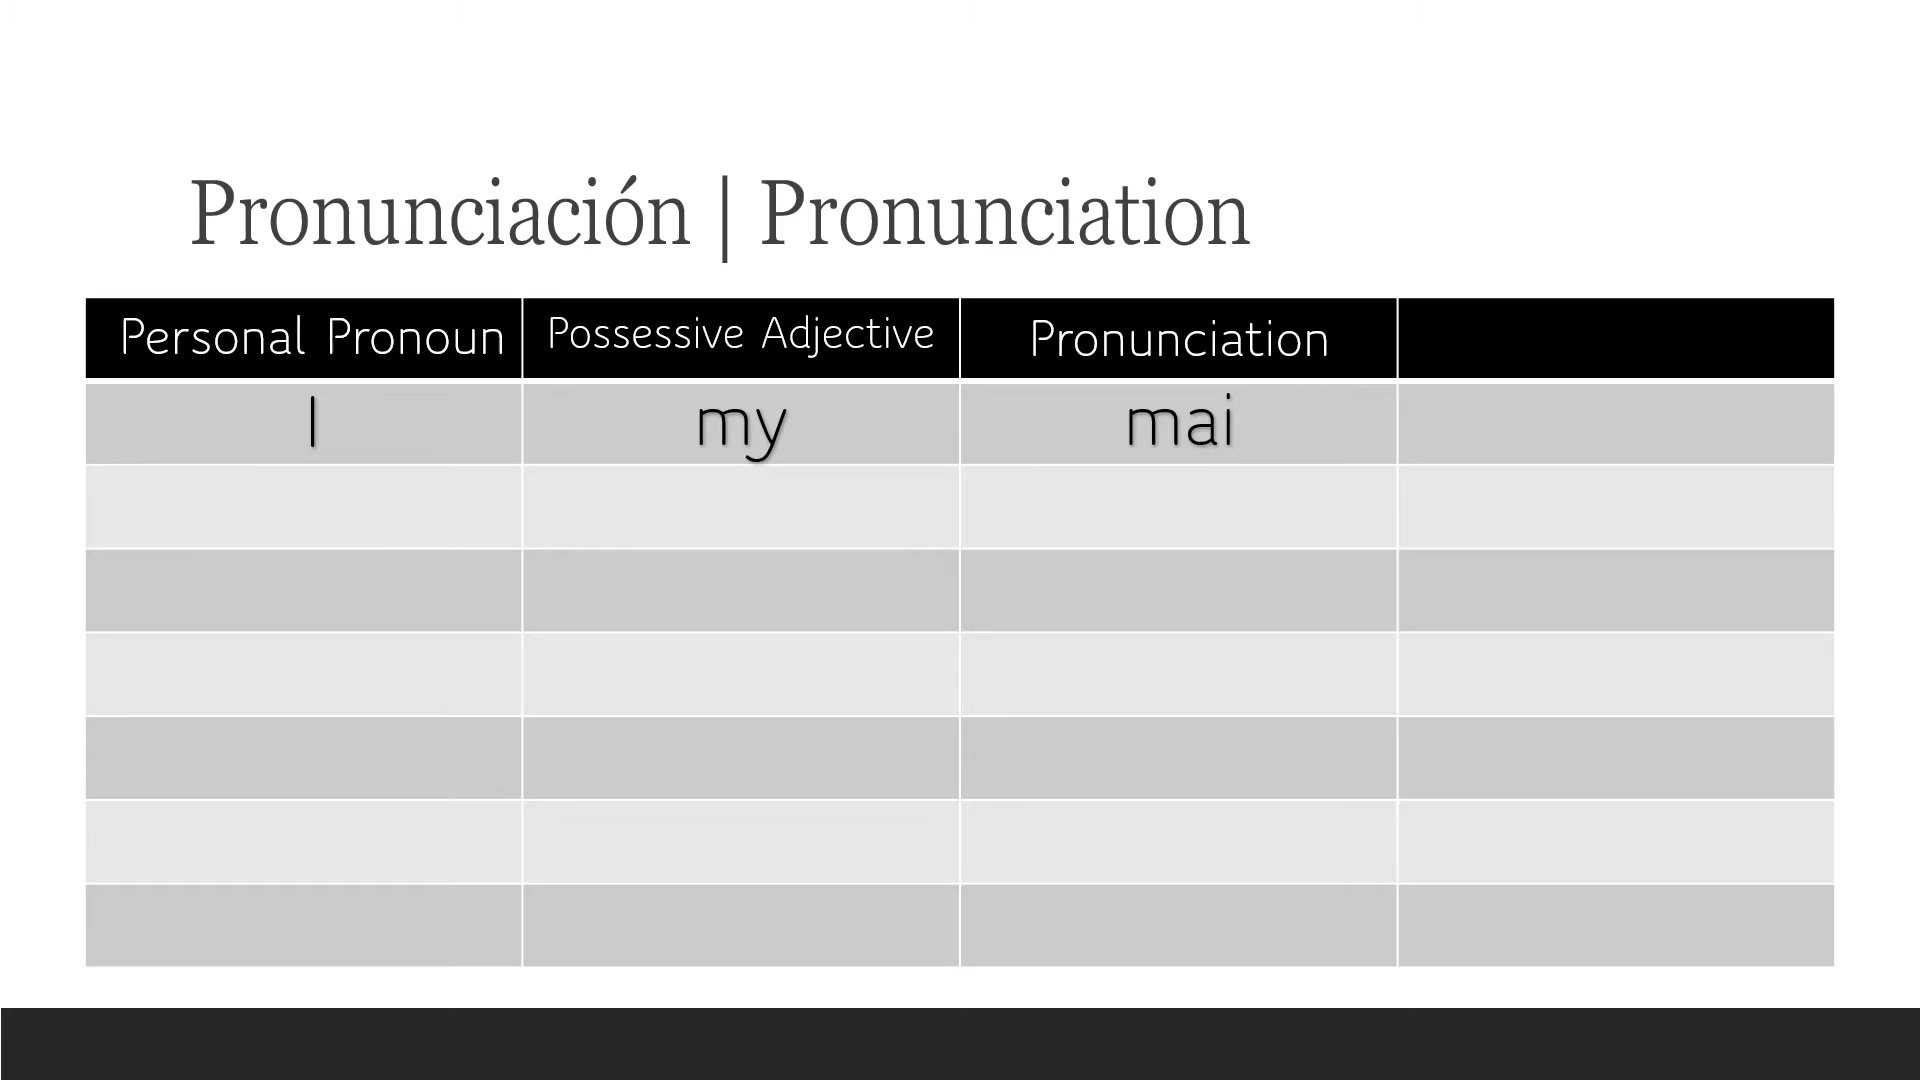 Pronunciación | Pronunciation
Personal Pronoun Possessive Adjective Pronunciation
I my mai